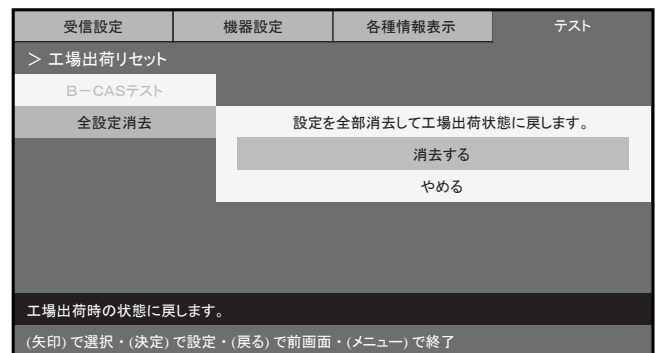 受信設定 機器設定 各種情報表示 テスト
> 工場出荷リセット
B-CASテスト
全設定消去
設定を全部消去して工場出荷状態に戻します。
消去する
やめる
工場出荷時の状態に戻します。
(矢印) で選択・(決定) で設定・(戻る) で前画面・(メニュー) で終了